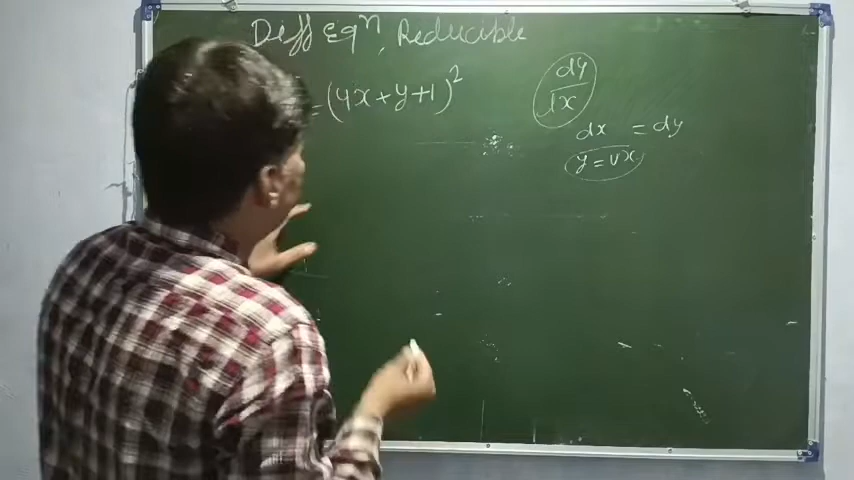 Diff Eqⁿ, Reducible
= (4x + y + 1)²
dy
dx
dx = dy
y = vx